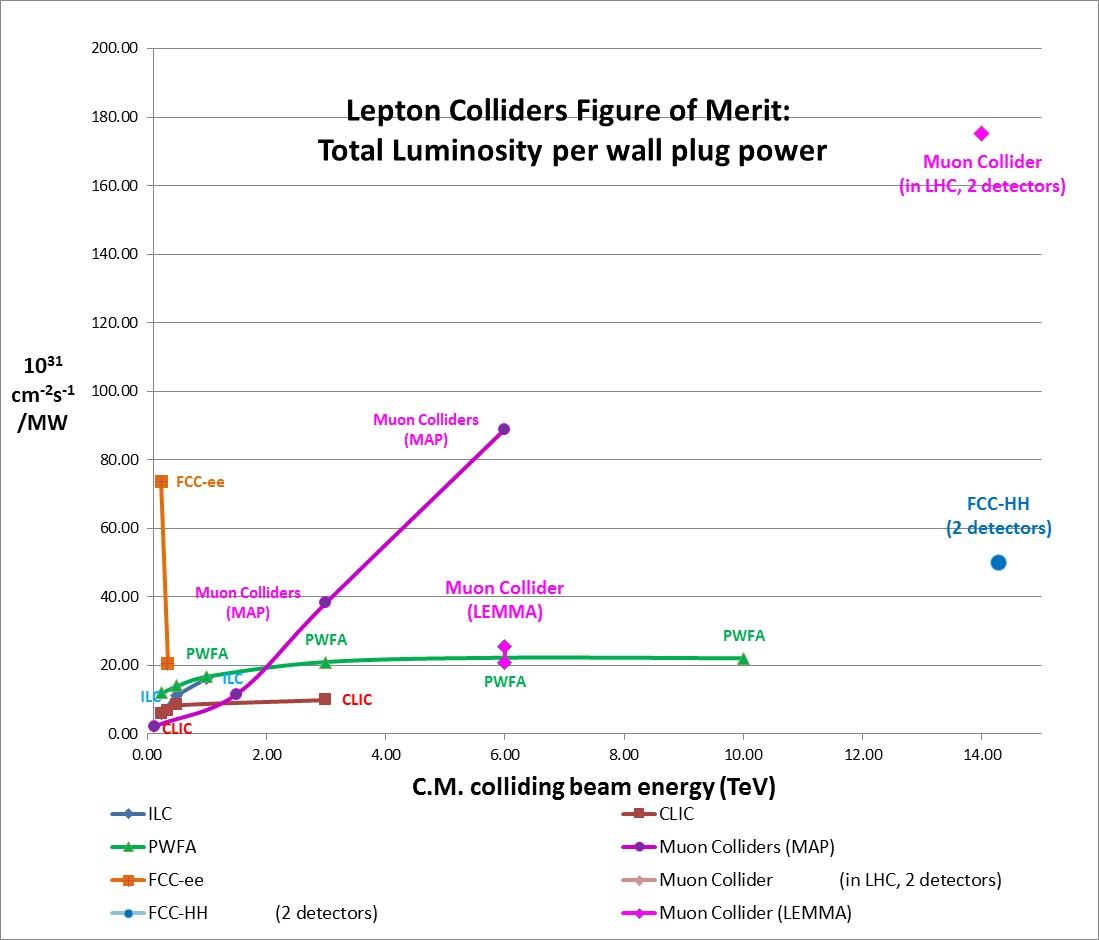 Lepton Colliders Figure of Merit:
Total Luminosity per wall plug power
10³¹
cm⁻²s⁻¹
/MW
200.00
180.00
160.00
140.00
120.00
100.00
80.00
60.00
40.00
20.00
0.00
Muon Collider
(in LHC, 2 detectors)
Muon Colliders
(MAP)
FCC-ee
FCC-HH
(2 detectors)
Muon Colliders
(MAP)
Muon Collider
(LEMMA)
PWFA
PWFA
PWFA
PWFA
ILC
ILC
CLIC
CLIC
0.00 2.00 4.00 6.00 8.00 10.00 12.00 14.00
C.M. colliding beam energy (TeV)
ILC
CLIC
PWFA
Muon Colliders (MAP)
FCC-ee
Muon Collider (in LHC, 2 detectors)
FCC-HH (2 detectors)
Muon Collider (LEMMA)